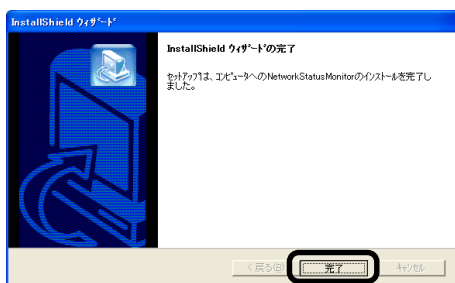 InstallShield ｳｨｻﾞｰﾄﾞ
InstallShield ｳｨｻﾞｰﾄﾞの完了
ｾｯﾄｱｯﾌﾟは、ｺﾝﾋﾟｭｰﾀへのNetworkStatusMonitorのｲﾝｽﾄｰﾙを完了し
ました。
< 戻る(B)
完了
ｷｬﾝｾﾙ